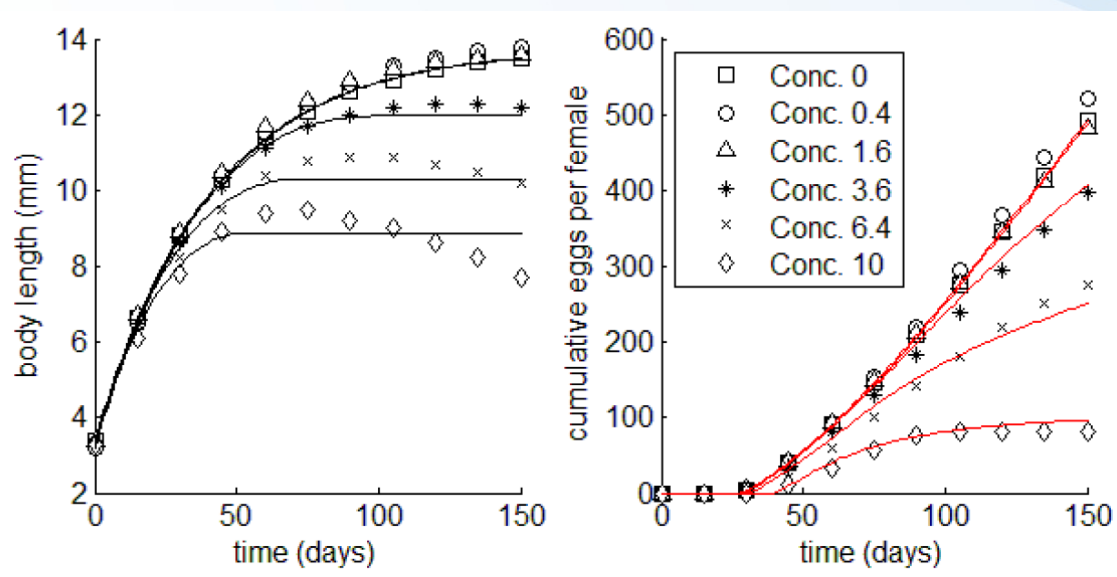 body length (mm)
14
12
10
8
6
4
2
0
50
100
150
time (days)
cumulative eggs per female
600
500
400
300
200
100
0
0
50
100
150
time (days)
Conc. 0
Conc. 0.4
Conc. 1.6
Conc. 3.6
Conc. 6.4
Conc. 10